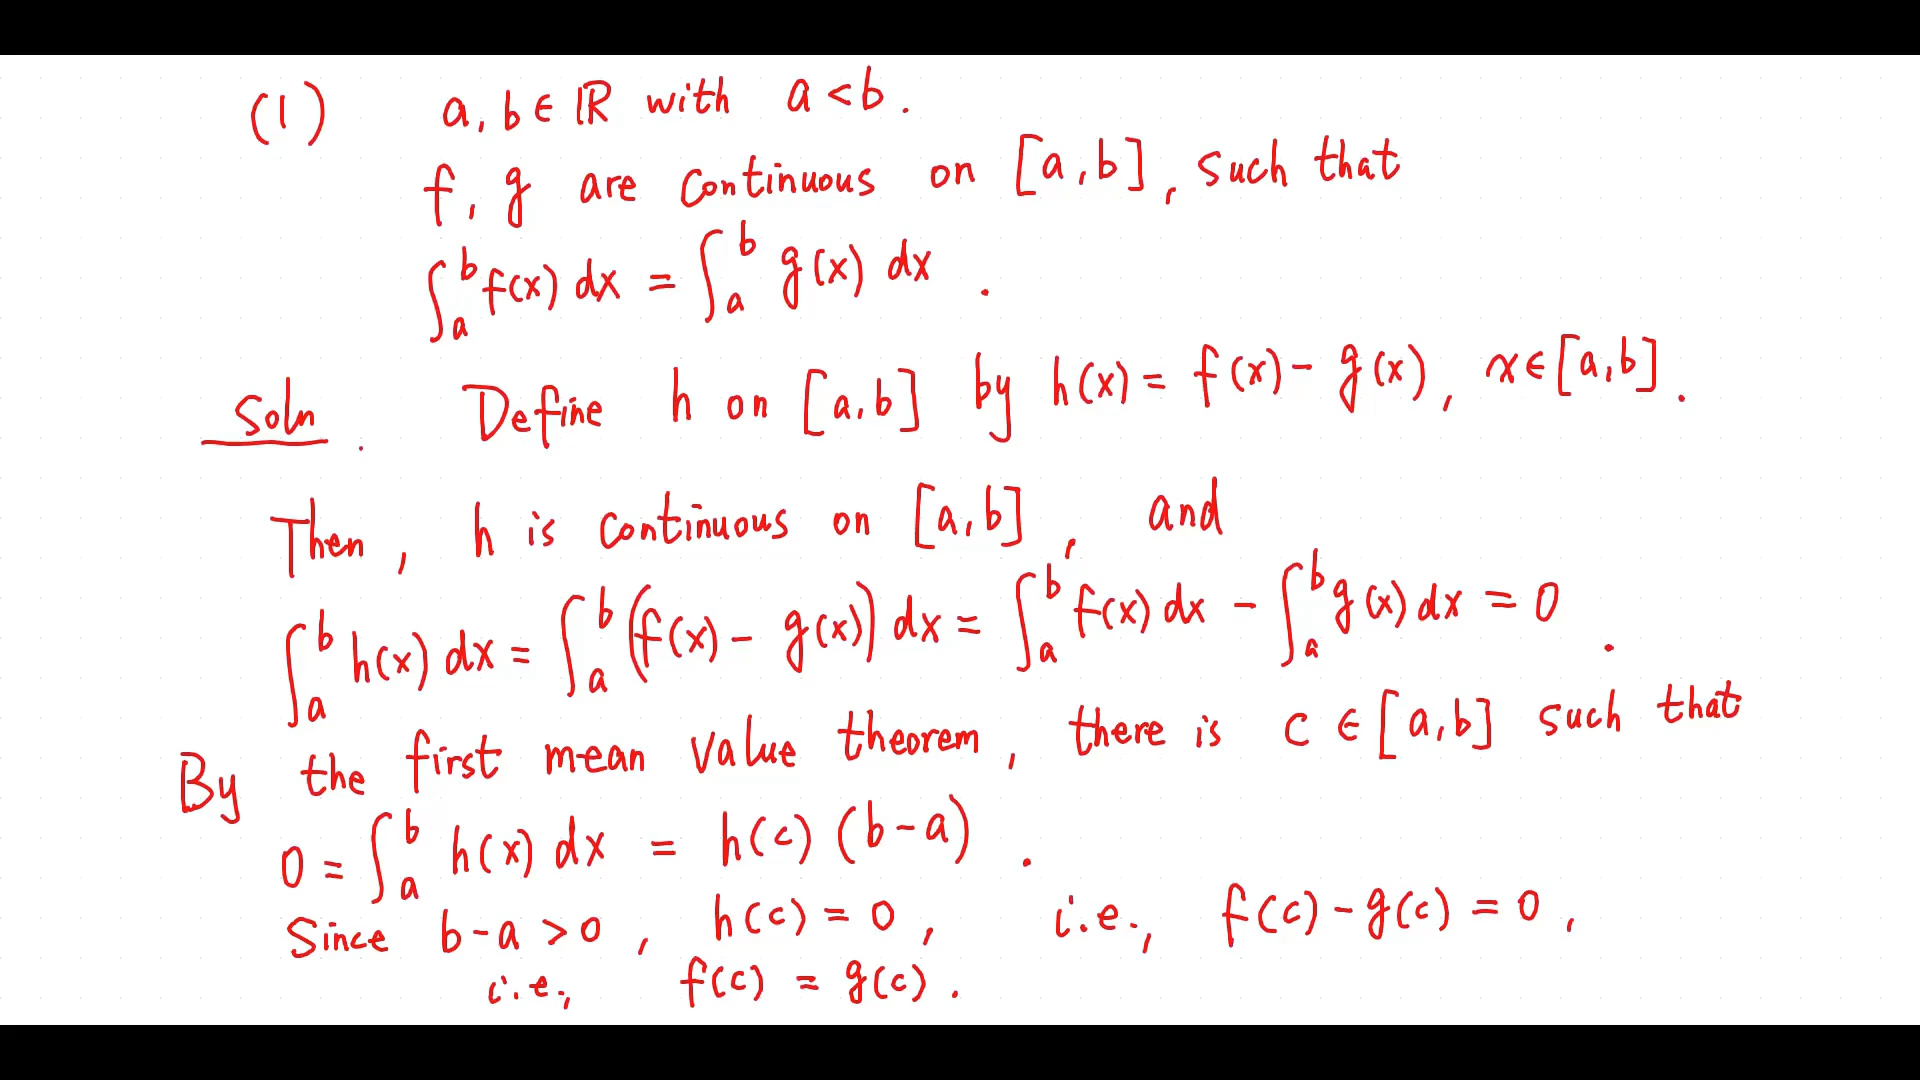 (1) a, b ∈ ℝ with a < b.
f, g are continuous on [a, b], such that
∫_a^b f(x) dx = ∫_a^b g(x) dx .
Soln. Define h on [a, b] by h(x) = f(x) - g(x), x ∈ [a, b].
Then, h is continuous on [a, b], and
∫_a^b h(x) dx = ∫_a^b (f(x) - g(x)) dx = ∫_a^b f(x) dx - ∫_a^b g(x) dx = 0 .
By the first mean value theorem, there is c ∈ [a, b] such that
0 = ∫_a^b h(x) dx = h(c) (b-a) .
Since b-a > 0, h(c) = 0, i.e., f(c) - g(c) = 0,
i.e., f(c) = g(c).